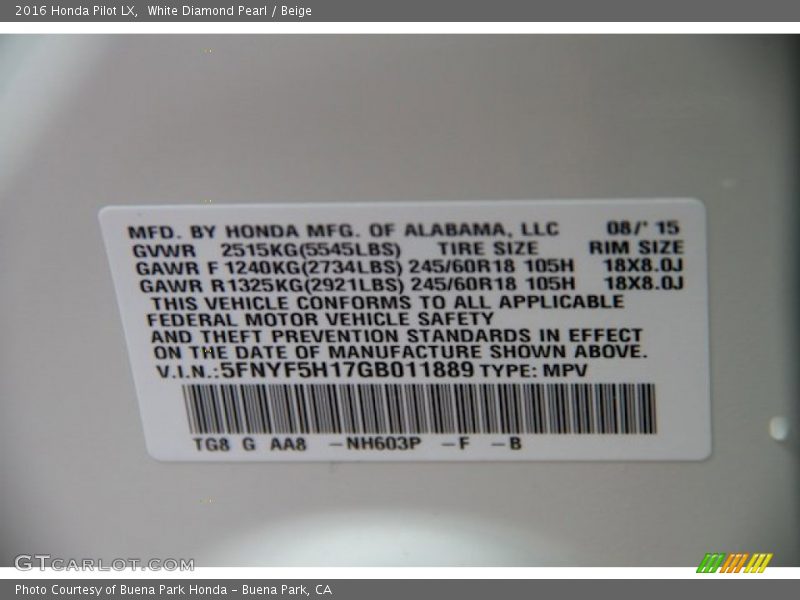 2016 Honda Pilot LX, White Diamond Pearl / Beige
MFD. BY HONDA MFG. OF ALABAMA, LLC 08/' 15
GVWR 2515KG(5545LBS) TIRE SIZE RIM SIZE
GAWR F 1240KG(2734LBS) 245/60R18 105H 18X8.0J
GAWR R1325KG(2921LBS) 245/60R18 105H 18X8.0J
THIS VEHICLE CONFORMS TO ALL APPLICABLE
FEDERAL MOTOR VEHICLE SAFETY
AND THEFT PREVENTION STANDARDS IN EFFECT
ON THE DATE OF MANUFACTURE SHOWN ABOVE.
V.I.N.:5FNYF5H17GB011889 TYPE: MPV
TG8 G AA8 -NH603P -F -B
GTCARLOT.COM
Photo Courtesy of Buena Park Honda - Buena Park, CA